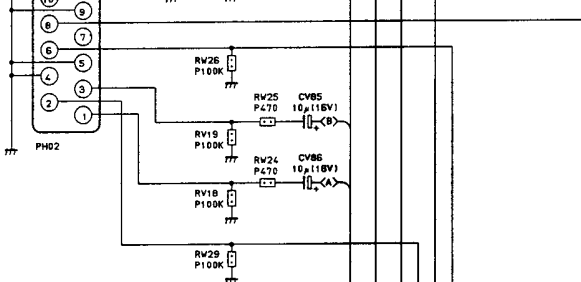 10
9
8
7
6
5
4
3
2
1
PH02
RW26
P100K
RW25
P470
CV85
10μ(16V)
+
(B)
RV19
P100K
RW24
P470
CV86
10μ(16V)
+
(A)
RV18
P100K
RW29
P100K